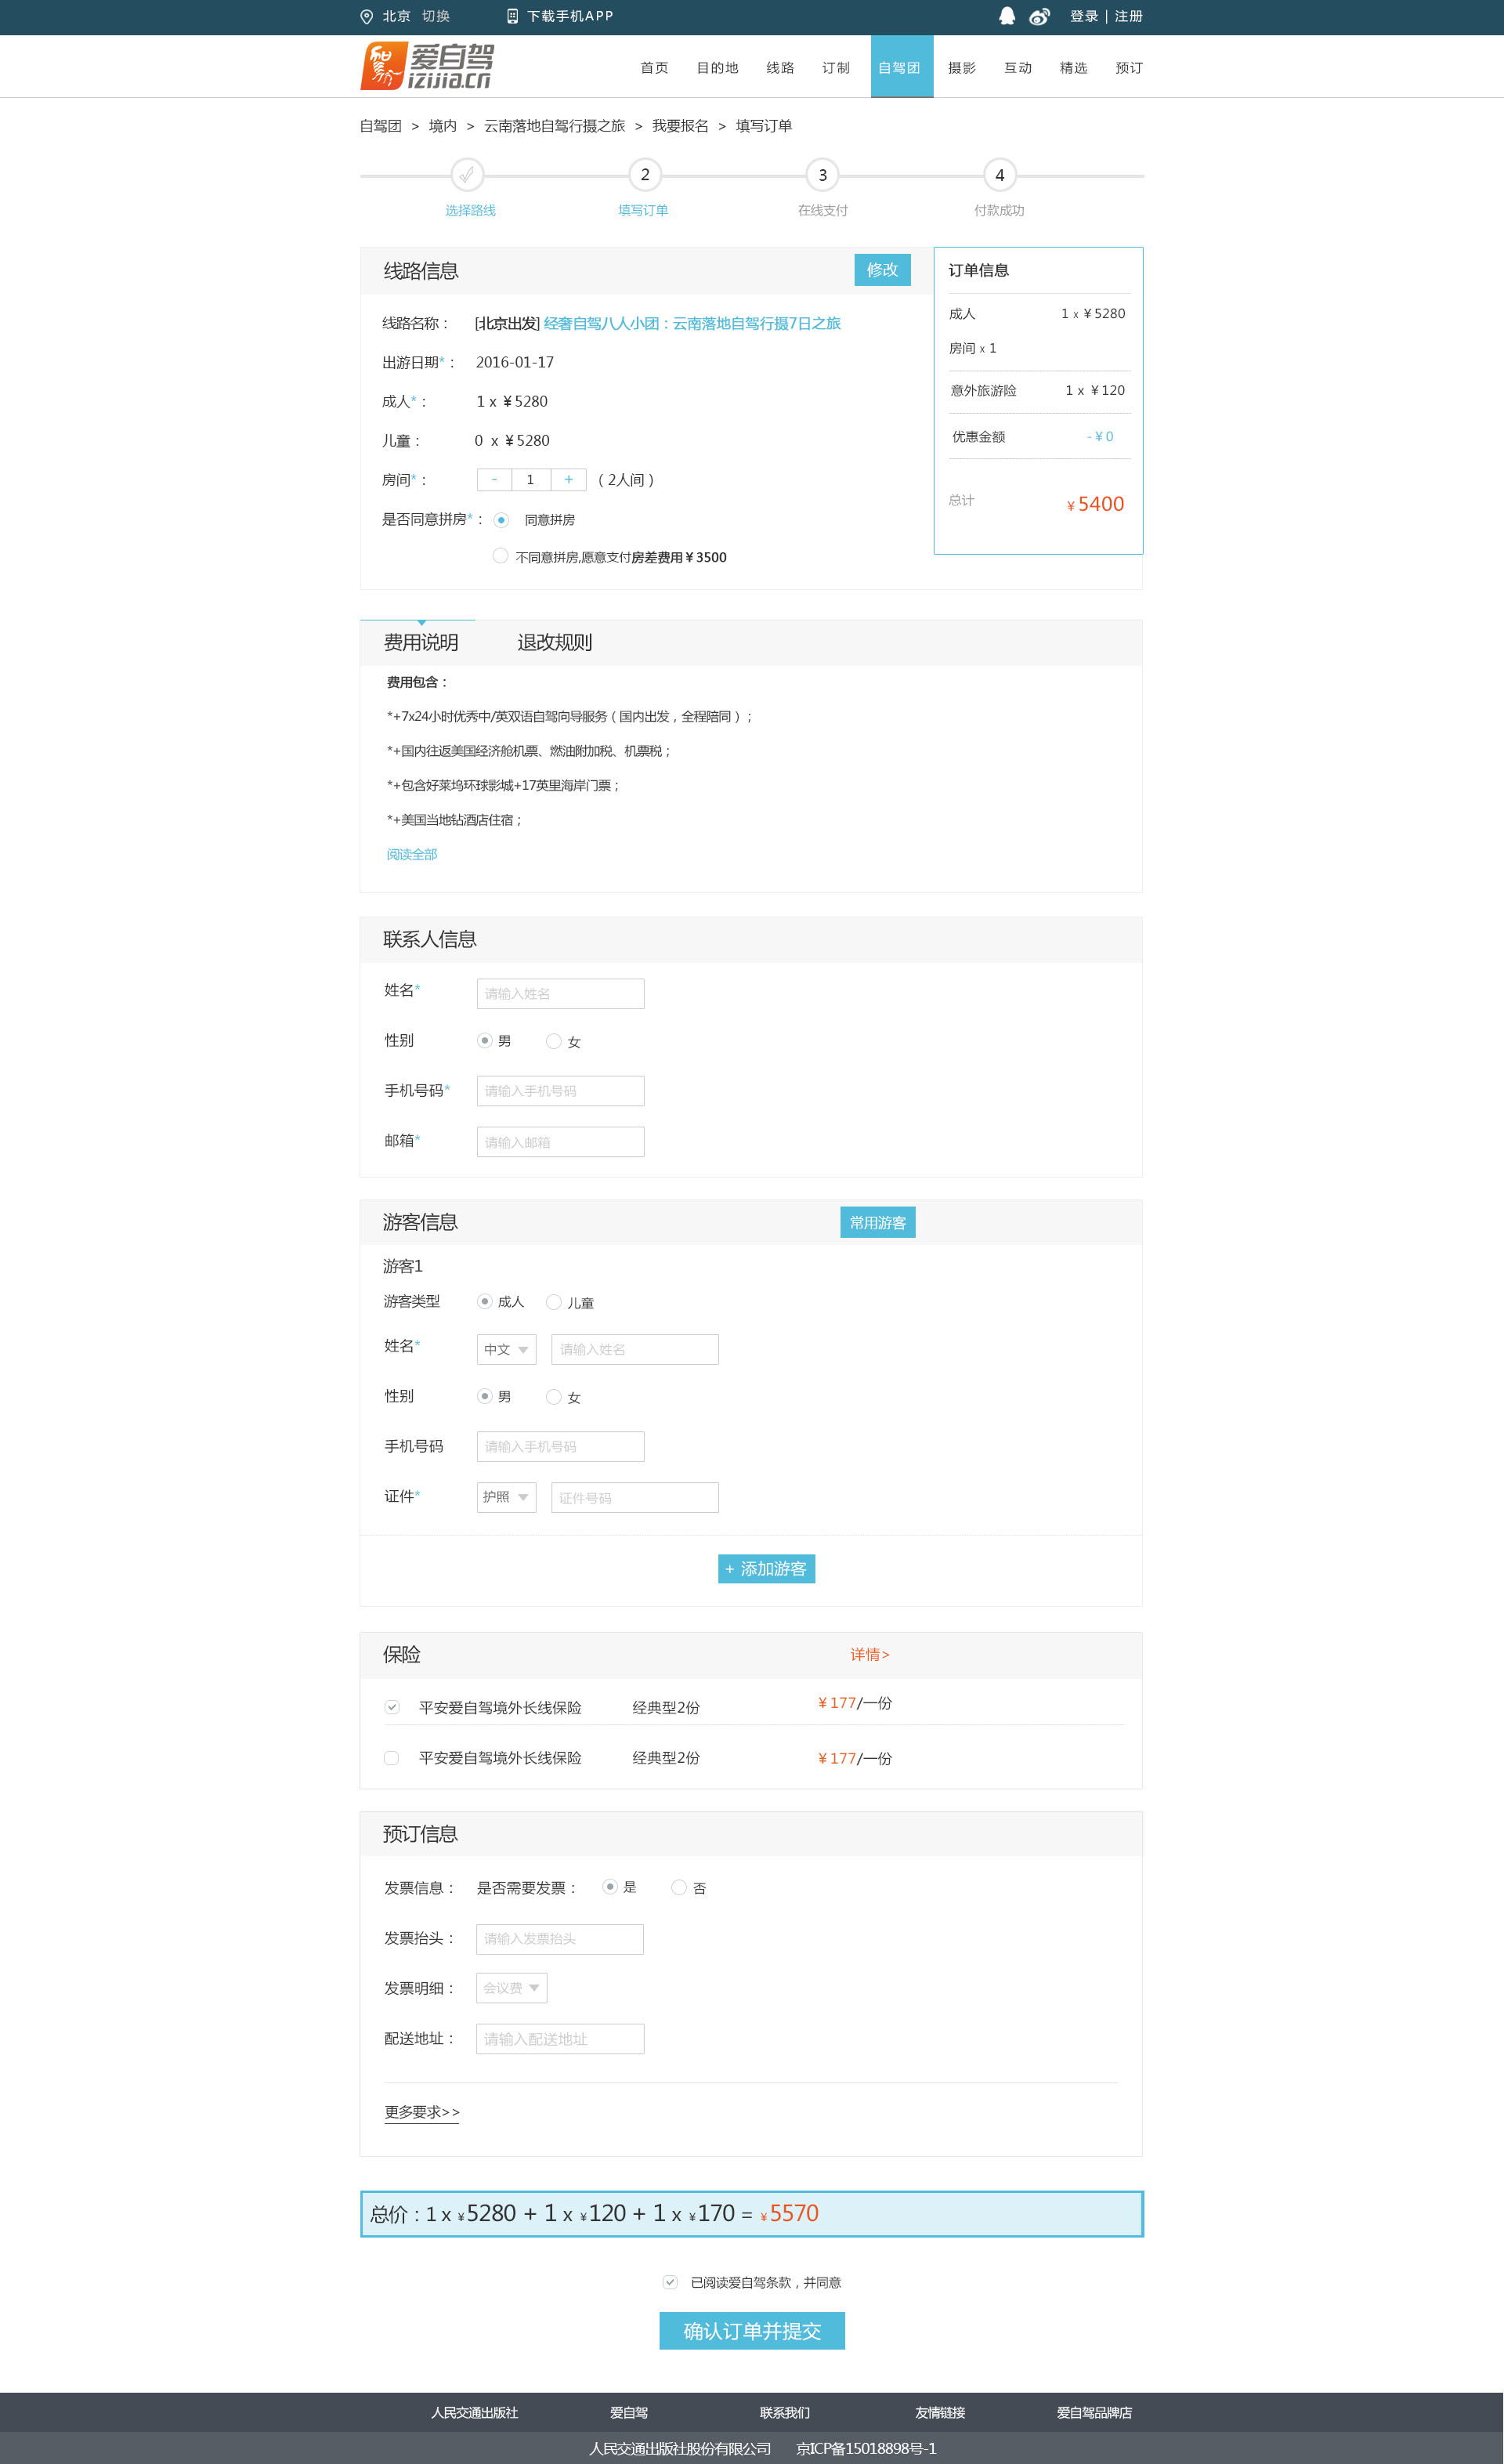 北京 切换 下载手机APP 登录 | 注册
爱自驾
izijia.cn
首页 目的地 线路 订制 自驾团 摄影 互动 精选 预订
自驾团 > 境内 > 云南落地自驾行摄之旅 > 我要报名 > 填写订单
2 3 4
选择路线 填写订单 在线支付 付款成功
线路信息 修改
线路名称： [北京出发] 经奢自驾八人小团：云南落地自驾行摄7日之旅
出游日期*： 2016-01-17
成人*： 1 x ￥5280
儿童： 0 x ￥5280
房间*： - 1 + （2人间）
是否同意拼房*： 同意拼房
不同意拼房,愿意支付房差费用￥3500
订单信息
成人 1 x ￥5280
房间 x 1
意外旅游险 1 x ￥120
优惠金额 -￥0
总计 ￥5400
费用说明 退改规则
费用包含：
*+7x24小时优秀中/英双语自驾向导服务（国内出发，全程陪同）；
*+国内往返美国经济舱机票、燃油附加税、机票税；
*+包含好莱坞环球影城+17英里海岸门票；
*+美国当地钻酒店住宿；
阅读全部
联系人信息
姓名* 请输入姓名
性别 男 女
手机号码* 请输入手机号码
邮箱* 请输入邮箱
游客信息 常用游客
游客1
游客类型 成人 儿童
姓名* 中文 请输入姓名
性别 男 女
手机号码 请输入手机号码
证件* 护照 证件号码
+ 添加游客
保险 详情>
平安爱自驾境外长线保险 经典型2份 ￥177/一份
平安爱自驾境外长线保险 经典型2份 ￥177/一份
预订信息
发票信息： 是否需要发票： 是 否
发票抬头： 请输入发票抬头
发票明细： 会议费
配送地址： 请输入配送地址
更多要求>>
总价：1 x ￥5280 + 1 x ￥120 + 1 x ￥170 = ￥5570
已阅读爱自驾条款，并同意
确认订单并提交
人民交通出版社 爱自驾 联系我们 友情链接 爱自驾品牌店
人民交通出版社股份有限公司 京ICP备15018898号-1